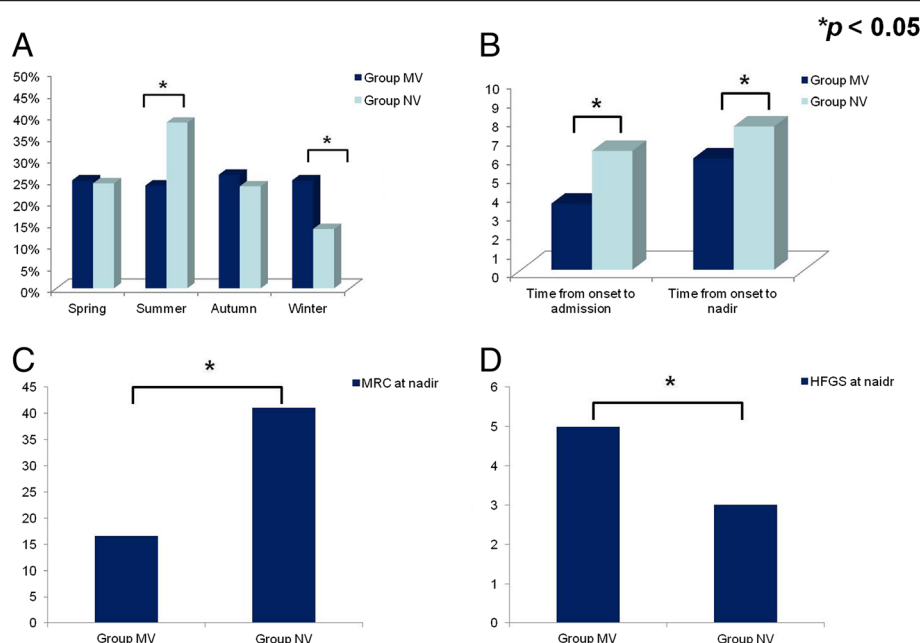 *p < 0.05
A
50%
45%
40%
35%
30%
25%
20%
15%
10%
5%
0%
*
*
Group MV
Group NV
Spring Summer Autumn Winter
B
10
9
8
7
6
5
4
3
2
1
0
*
*
Group MV
Group NV
Time from onset to
admission
Time from onset to
nadir
C
45
40
35
30
25
20
15
10
5
0
*
MRC at nadir
Group MV Group NV
D
6
5
4
3
2
1
0
*
HFGS at naidr
Group MV Group NV